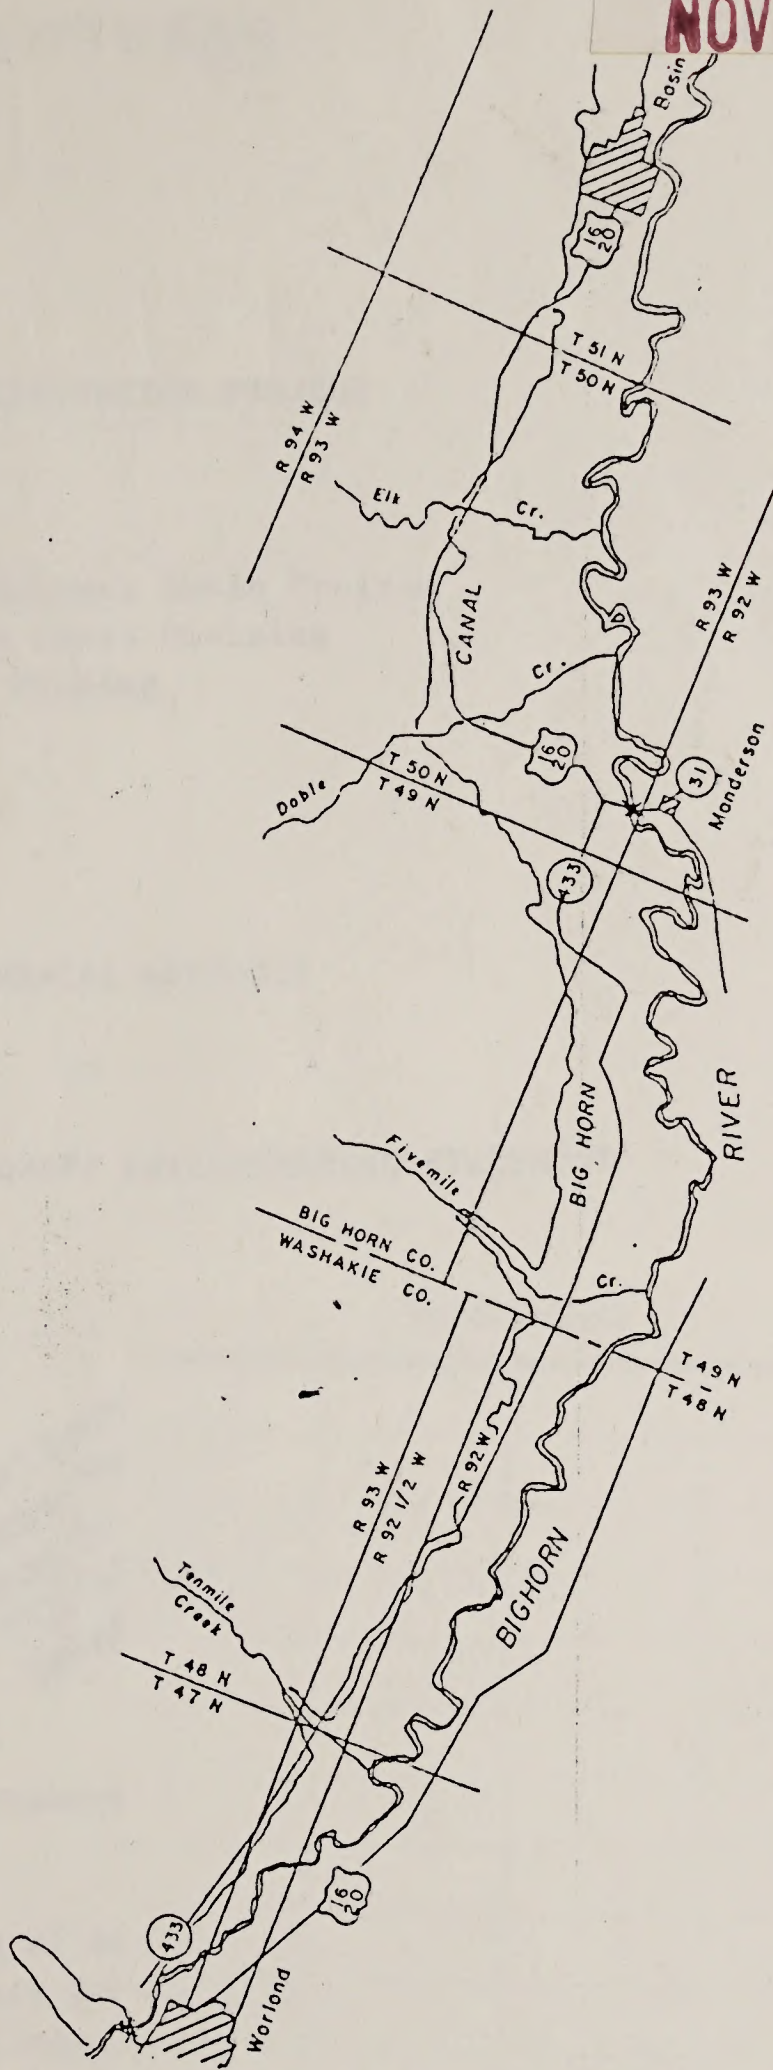 NOV
Basin
16
20
T 51 N
T 50 N
R 94 W
R 93 W
Elk
Cr.
CANAL
R 93 W
R 92 W
Cr.
16
20
Doble
T 50 N
T 49 N
31
Manderson
433
RIVER
BIG HORN
Fivemile
BIG HORN CO.
WASHAKIE CO.
Cr.
T 49 N
T 48 N
R 93 W
R 92 1/2 W
R 92 W
BIGHORN
Tenmile
Creek
T 48 N
T 47 N
16
20
433
Worland